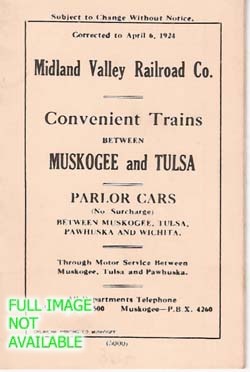 Subject to Change Without Notice.
Corrected to April 6, 1924
Midland Valley Railroad Co.
Convenient Trains
BETWEEN
MUSKOGEE and TULSA
PARLOR CARS
(No Surcharge)
BETWEEN MUSKOGEE, TULSA,
PAWHUSKA AND WICHITA.
Through Motor Service Between
Muskogee, Tulsa and Pawhuska.
Departments Telephone
Muskogee—P.B.X. 4260
FULL IMAGE
NOT
AVAILABLE
(5000)